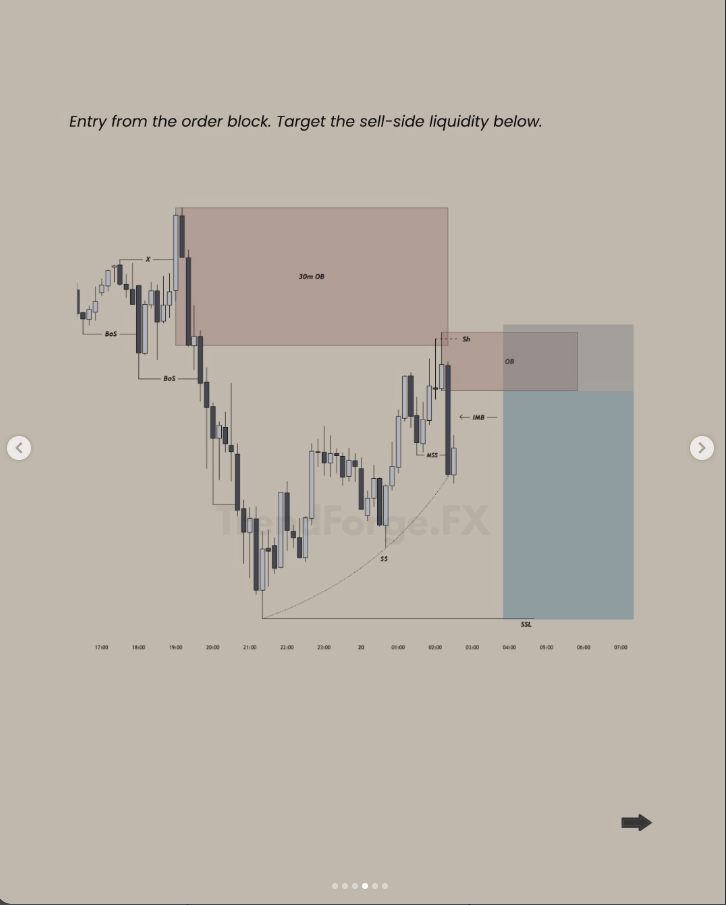 Entry from the order block. Target the sell-side liquidity below.
30m OB
X
BoS
Sh
OB
BoS
IMB
MSS
TrendForge.FX
$$
SSL
17:00 18:00 19:00 20:00 21:00 22:00 23:00 20 01:00 02:00 03:00 04:00 05:00 06:00 07:00